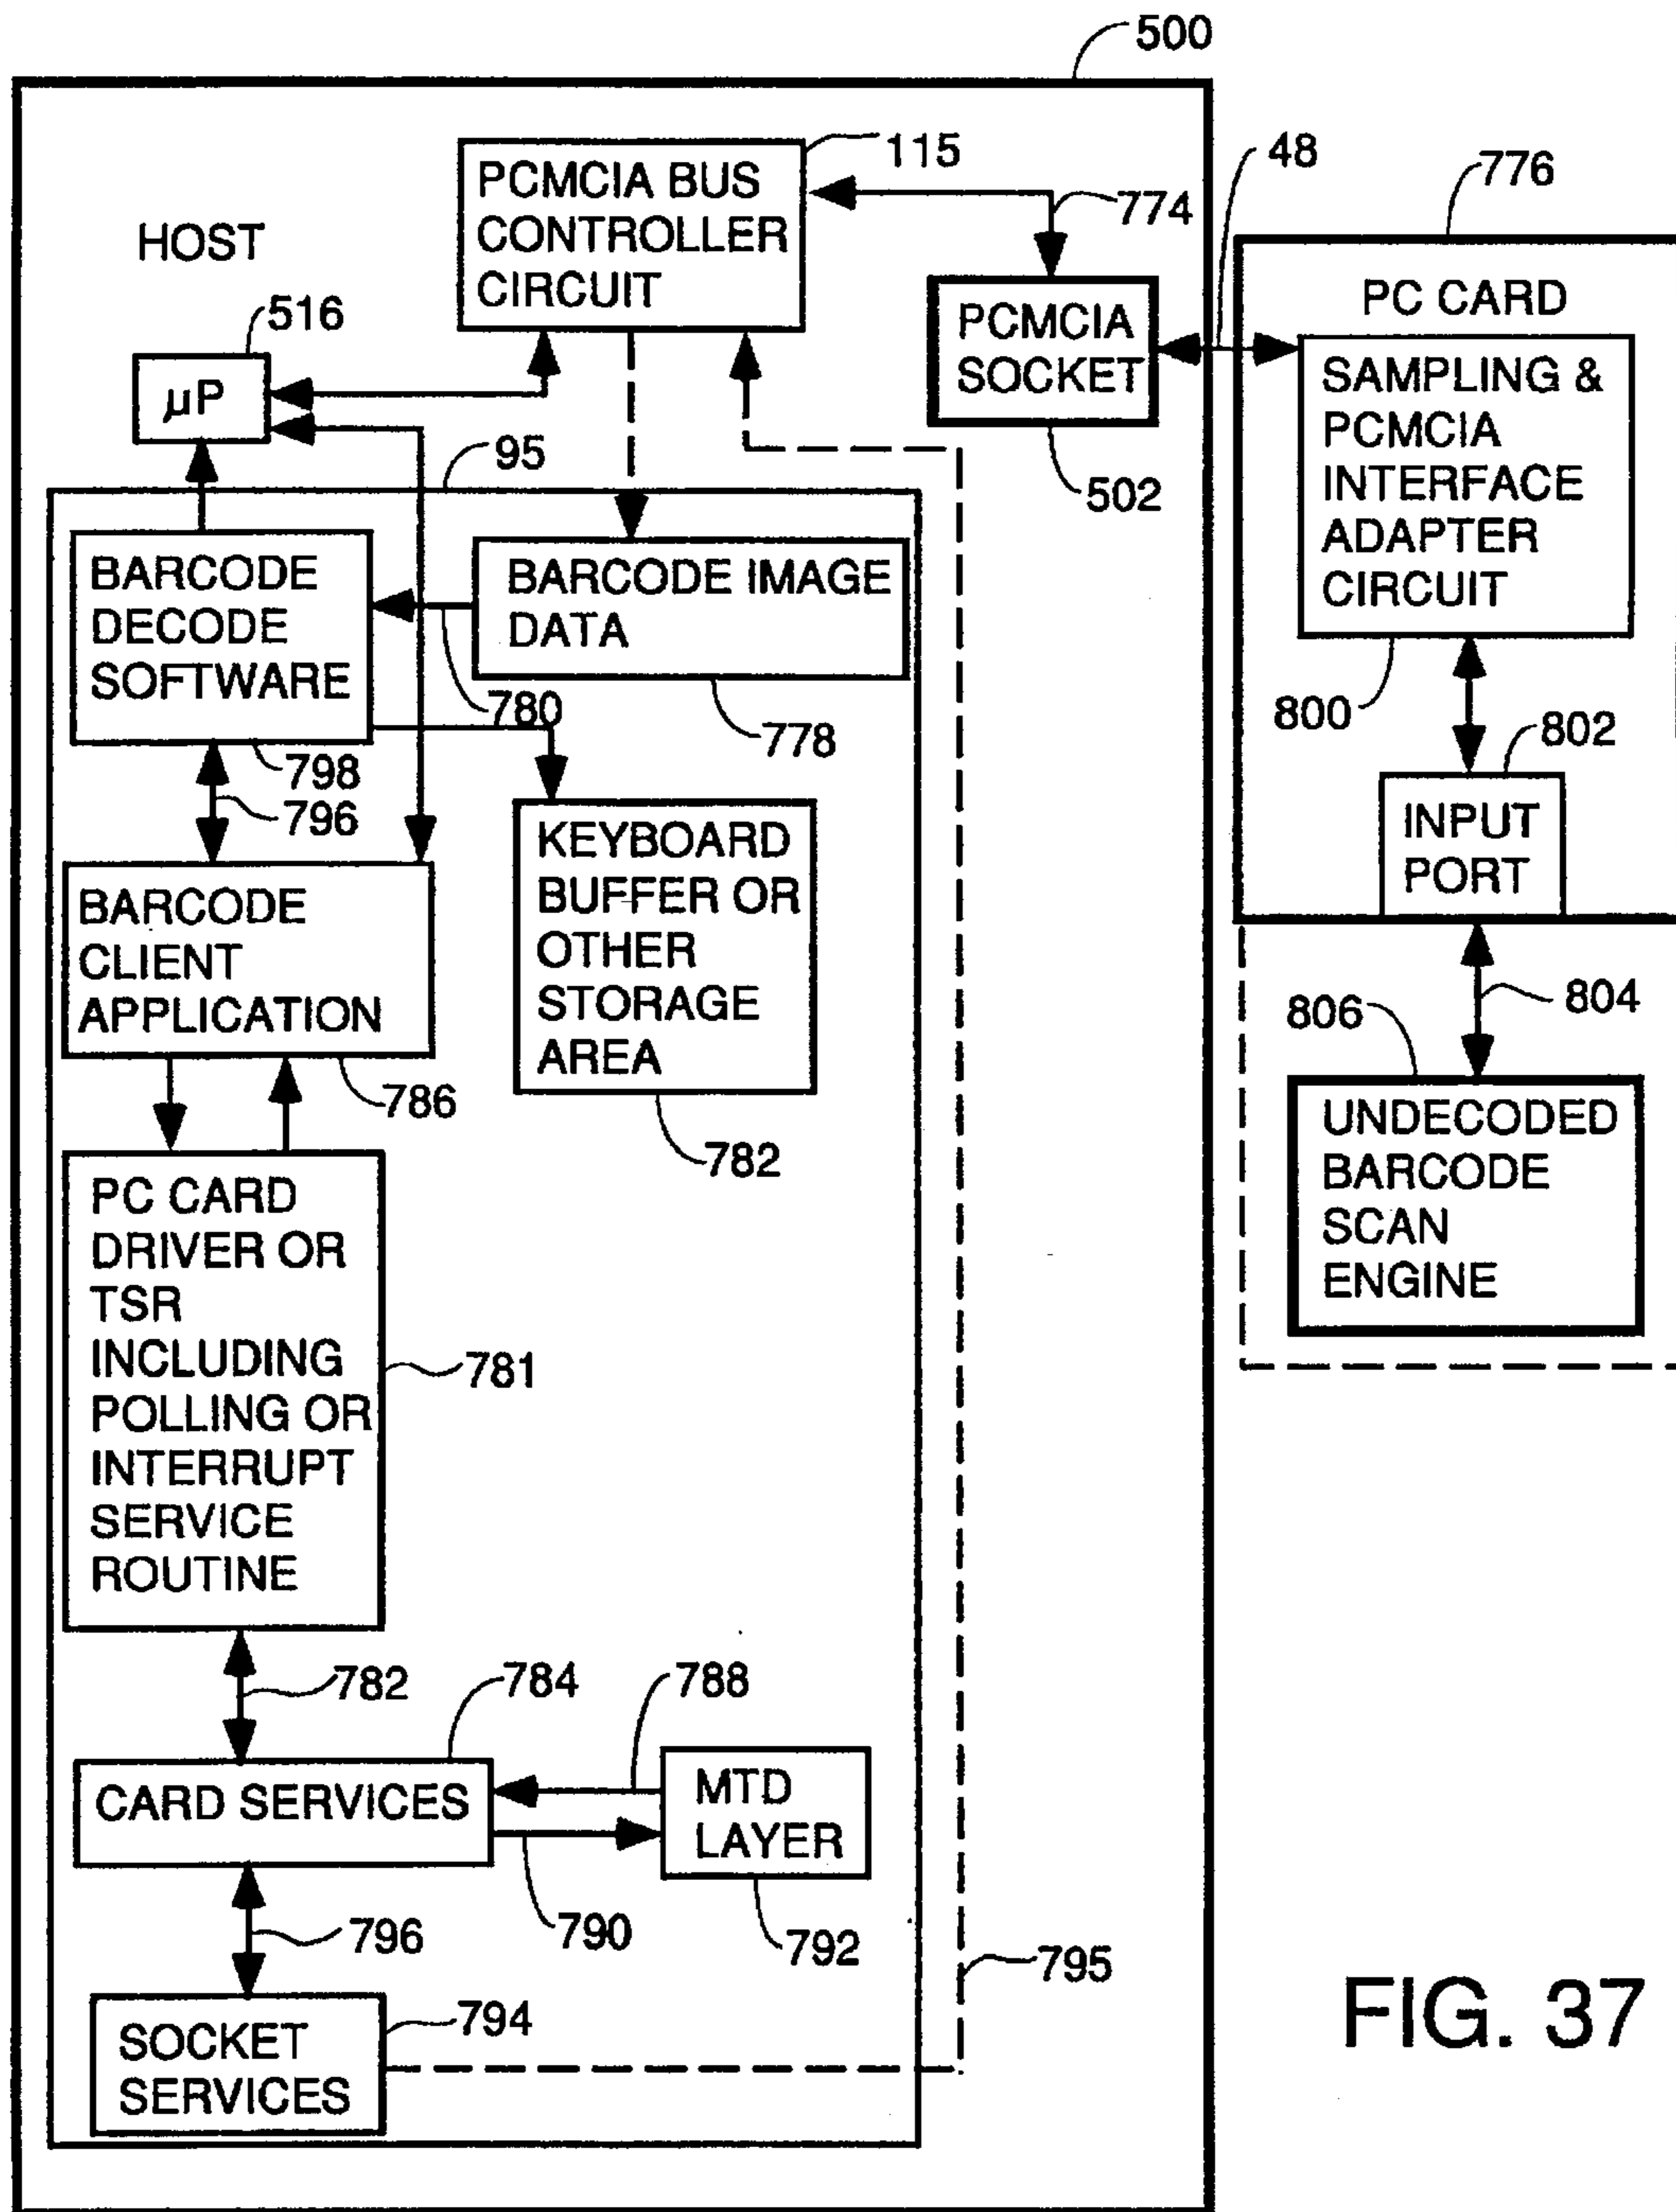 500
PCMCIA BUS
CONTROLLER
CIRCUIT
115
774
48
776
HOST
516
µP
PCMCIA
SOCKET
502
PC CARD
SAMPLING &
PCMCIA
INTERFACE
ADAPTER
CIRCUIT
800
802
INPUT
PORT
804
806
UNDECODED
BARCODE
SCAN
ENGINE
95
BARCODE
DECODE
SOFTWARE
BARCODE IMAGE
DATA
780
778
798
796
KEYBOARD
BUFFER OR
OTHER
STORAGE
AREA
782
BARCODE
CLIENT
APPLICATION
786
PC CARD
DRIVER OR
TSR
INCLUDING
POLLING OR
INTERRUPT
SERVICE
ROUTINE
781
782
784
788
CARD SERVICES
MTD
LAYER
790
792
796
795
794
SOCKET
SERVICES
FIG. 37